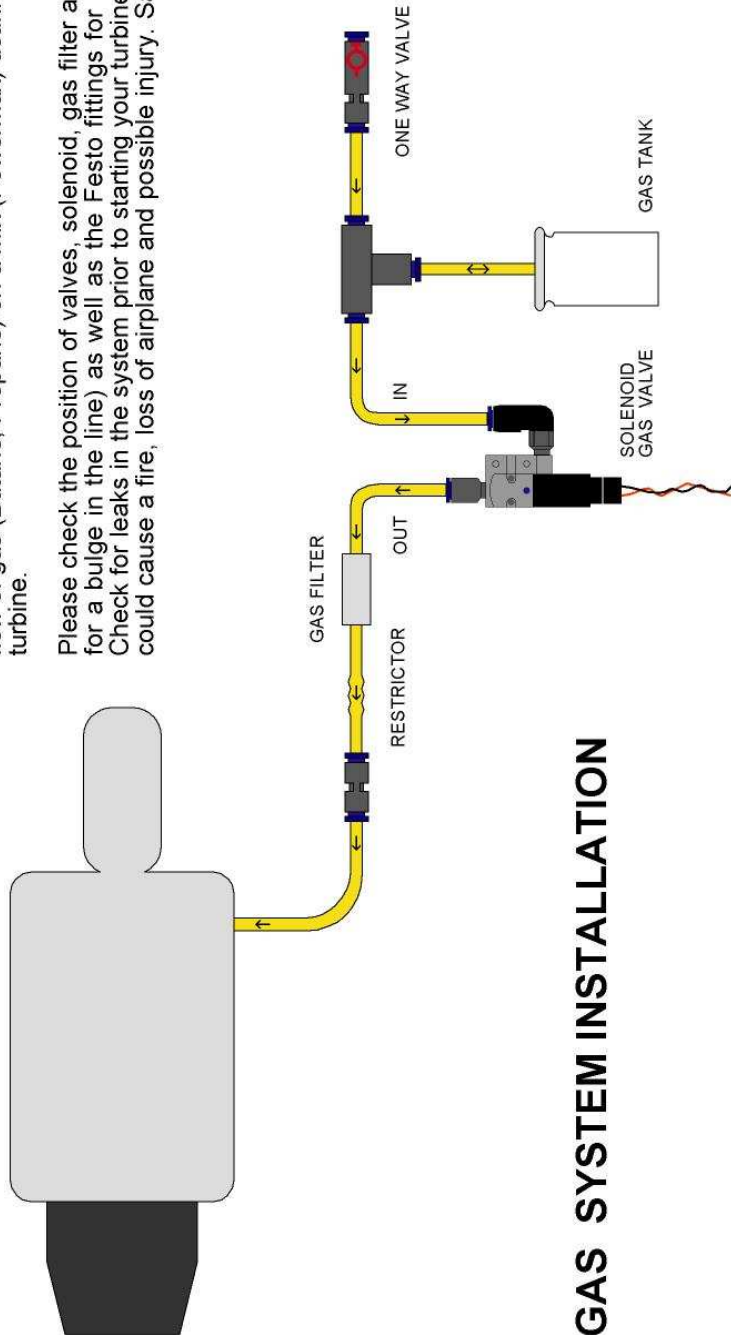 turbine.
Please check the position of valves, solenoid, gas filter
for a bulge in the line) as well as the Festo fittings for
Check for leaks in the system prior to starting your turbine
could cause a fire, loss of airplane and possible injury.
ONE WAY VALVE
GAS TANK
IN
SOLENOID
GAS VALVE
OUT
GAS FILTER
RESTRICTOR
GAS SYSTEM INSTALLATION